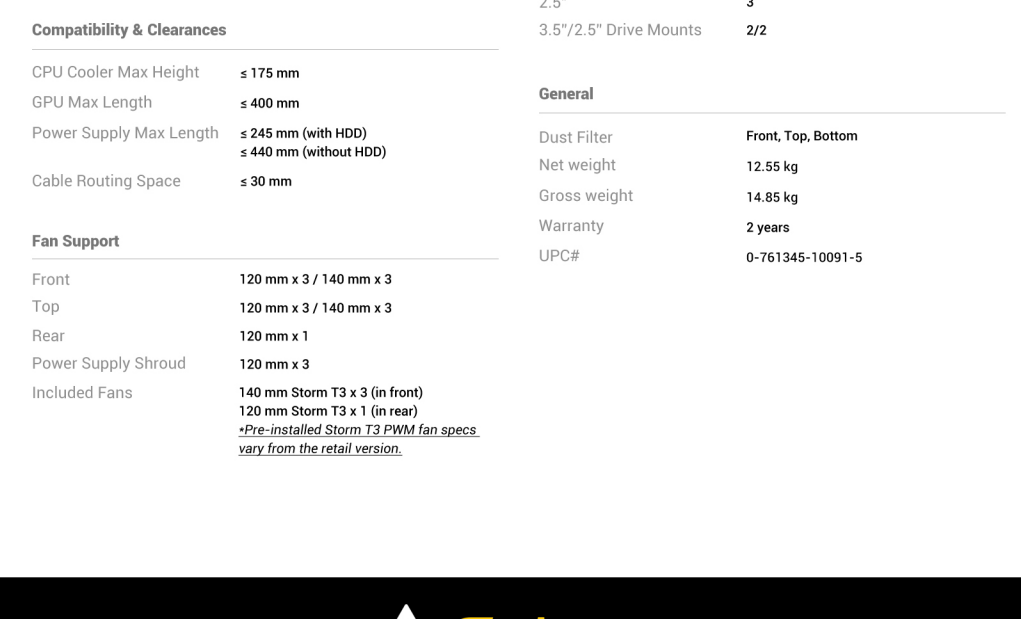 Compatibility & Clearances
CPU Cooler Max Height ≤ 175 mm
GPU Max Length ≤ 400 mm
Power Supply Max Length ≤ 245 mm (with HDD)
≤ 440 mm (without HDD)
Cable Routing Space ≤ 30 mm
Fan Support
Front 120 mm x 3 / 140 mm x 3
Top 120 mm x 3 / 140 mm x 3
Rear 120 mm x 1
Power Supply Shroud 120 mm x 3
Included Fans 140 mm Storm T3 x 3 (in front)
120 mm Storm T3 x 1 (in rear)
*Pre-installed Storm T3 PWM fan specs
vary from the retail version.
2.5" 3
3.5"/2.5" Drive Mounts 2/2
General
Dust Filter Front, Top, Bottom
Net weight 12.55 kg
Gross weight 14.85 kg
Warranty 2 years
UPC# 0-761345-10091-5